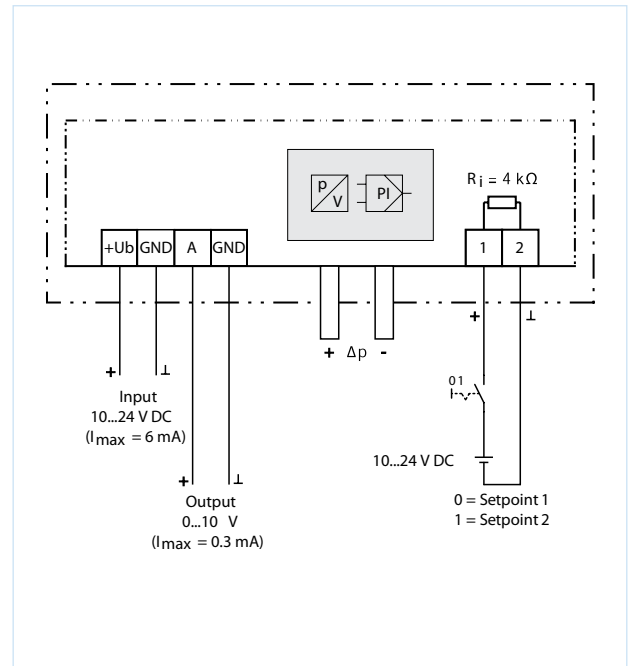 p
V
PI
R i = 4 kΩ
+Ub GND A GND
1 2
+ Δp -
+ ⊥
+ ⊥
Input
10...24 V DC
(I max = 6 mA)
0 1
10...24 V DC
+ ⊥
Output
0...10 V
(I max = 0.3 mA)
0 = Setpoint 1
1 = Setpoint 2